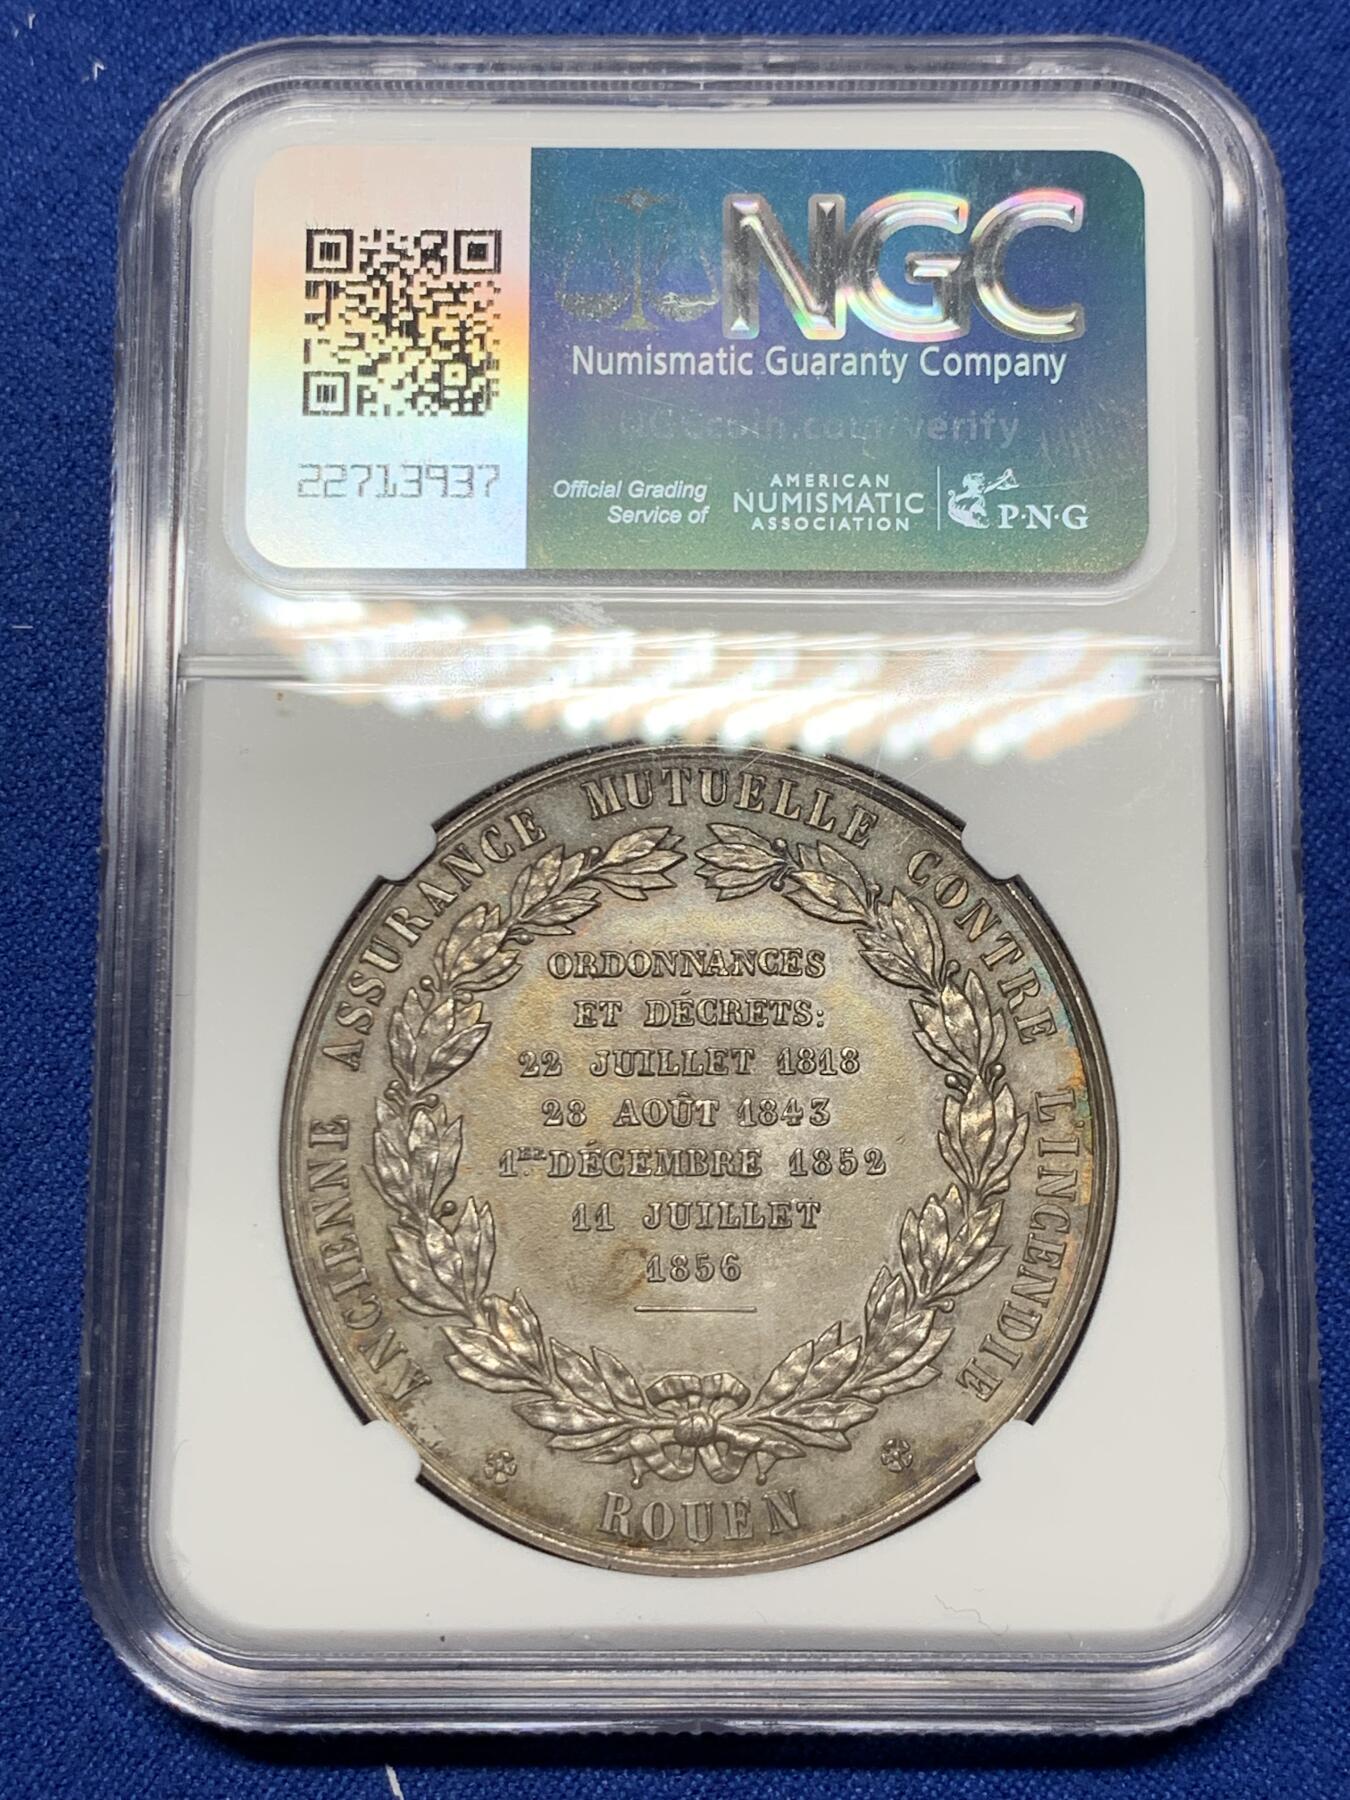 NGC
Numismatic Guaranty Company
NGCcoin.com/verify
22713937
Official Grading
Service of
AMERICAN
NUMISMATIC
ASSOCIATION
P·N·G
ANCIENNE ASSURANCE MUTUELLE CONTRE L'INCENDIE
ORDONNANCES
ET DÉCRETS:
22 JUILLET 1818
28 AOÛT 1843
1ER DÉCEMBRE 1852
11 JUILLET
1856
ROUEN